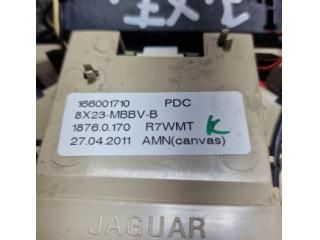 166001710 PDC
8X23-MBBV-B
1876.0.170 R7WMT K
27.04.2011 AMN(canvas)
JAGUAR